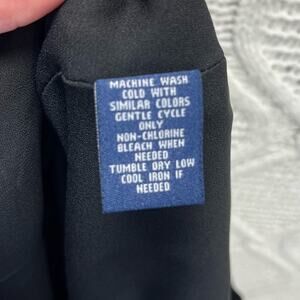 MACHINE WASH
COLD WITH
SIMILAR COLORS
GENTLE CYCLE
ONLY
NON-CHLORINE
BLEACH WHEN
NEEDED
TUMBLE DRY LOW
COOL IRON IF
NEEDED